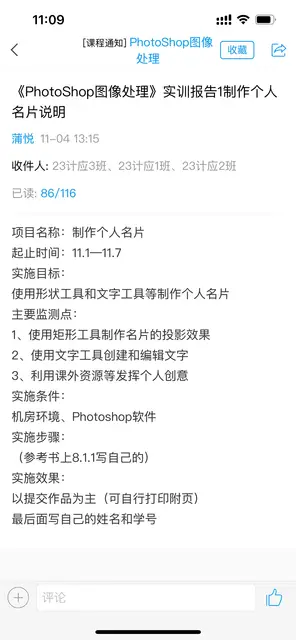 11:09
[课程通知] PhotoShop图像
处理
收藏
《PhotoShop图像处理》实训报告1制作个人
名片说明
蒲悦 11-04 13:15
收件人: 23计应3班、23计应1班、23计应2班
已读: 86/116
项目名称：制作个人名片
起止时间：11.1—11.7
实施目标：
使用形状工具和文字工具等制作个人名片
主要监测点：
1、使用矩形工具制作名片的投影效果
2、使用文字工具创建和编辑文字
3、利用课外资源等发挥个人创意
实施条件：
机房环境、Photoshop软件
实施步骤：
（参考书上8.1.1写自己的）
实施效果：
以提交作品为主（可自行打印附页）
最后面写自己的姓名和学号
评论